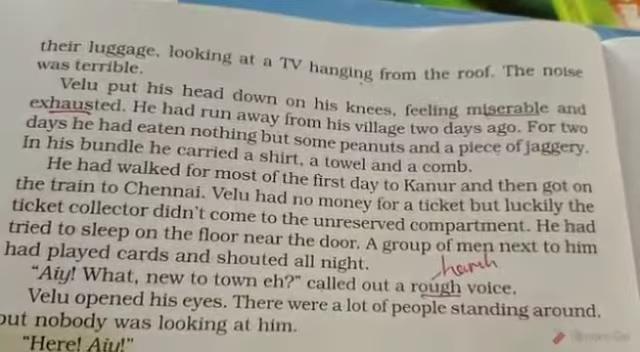 their luggage, looking at a TV hanging from the roof. The noise
was terrible.
Velu put his head down on his knees, feeling miserable and
exhausted. He had run away from his village two days ago. For two
days he had eaten nothing but some peanuts and a piece of jaggery.
In his bundle he carried a shirt, a towel and a comb.
He had walked for most of the first day to Kanur and then got on
the train to Chennai. Velu had no money for a ticket but luckily the
ticket collector didn't come to the unreserved compartment. He had
tried to sleep on the floor near the door. A group of men next to him
had played cards and shouted all night.
harsh
"Aiy! What, new to town eh?" called out a rough voice.
Velu opened his eyes. There were a lot of people standing around,
but nobody was looking at him.
"Here! Aiy!"